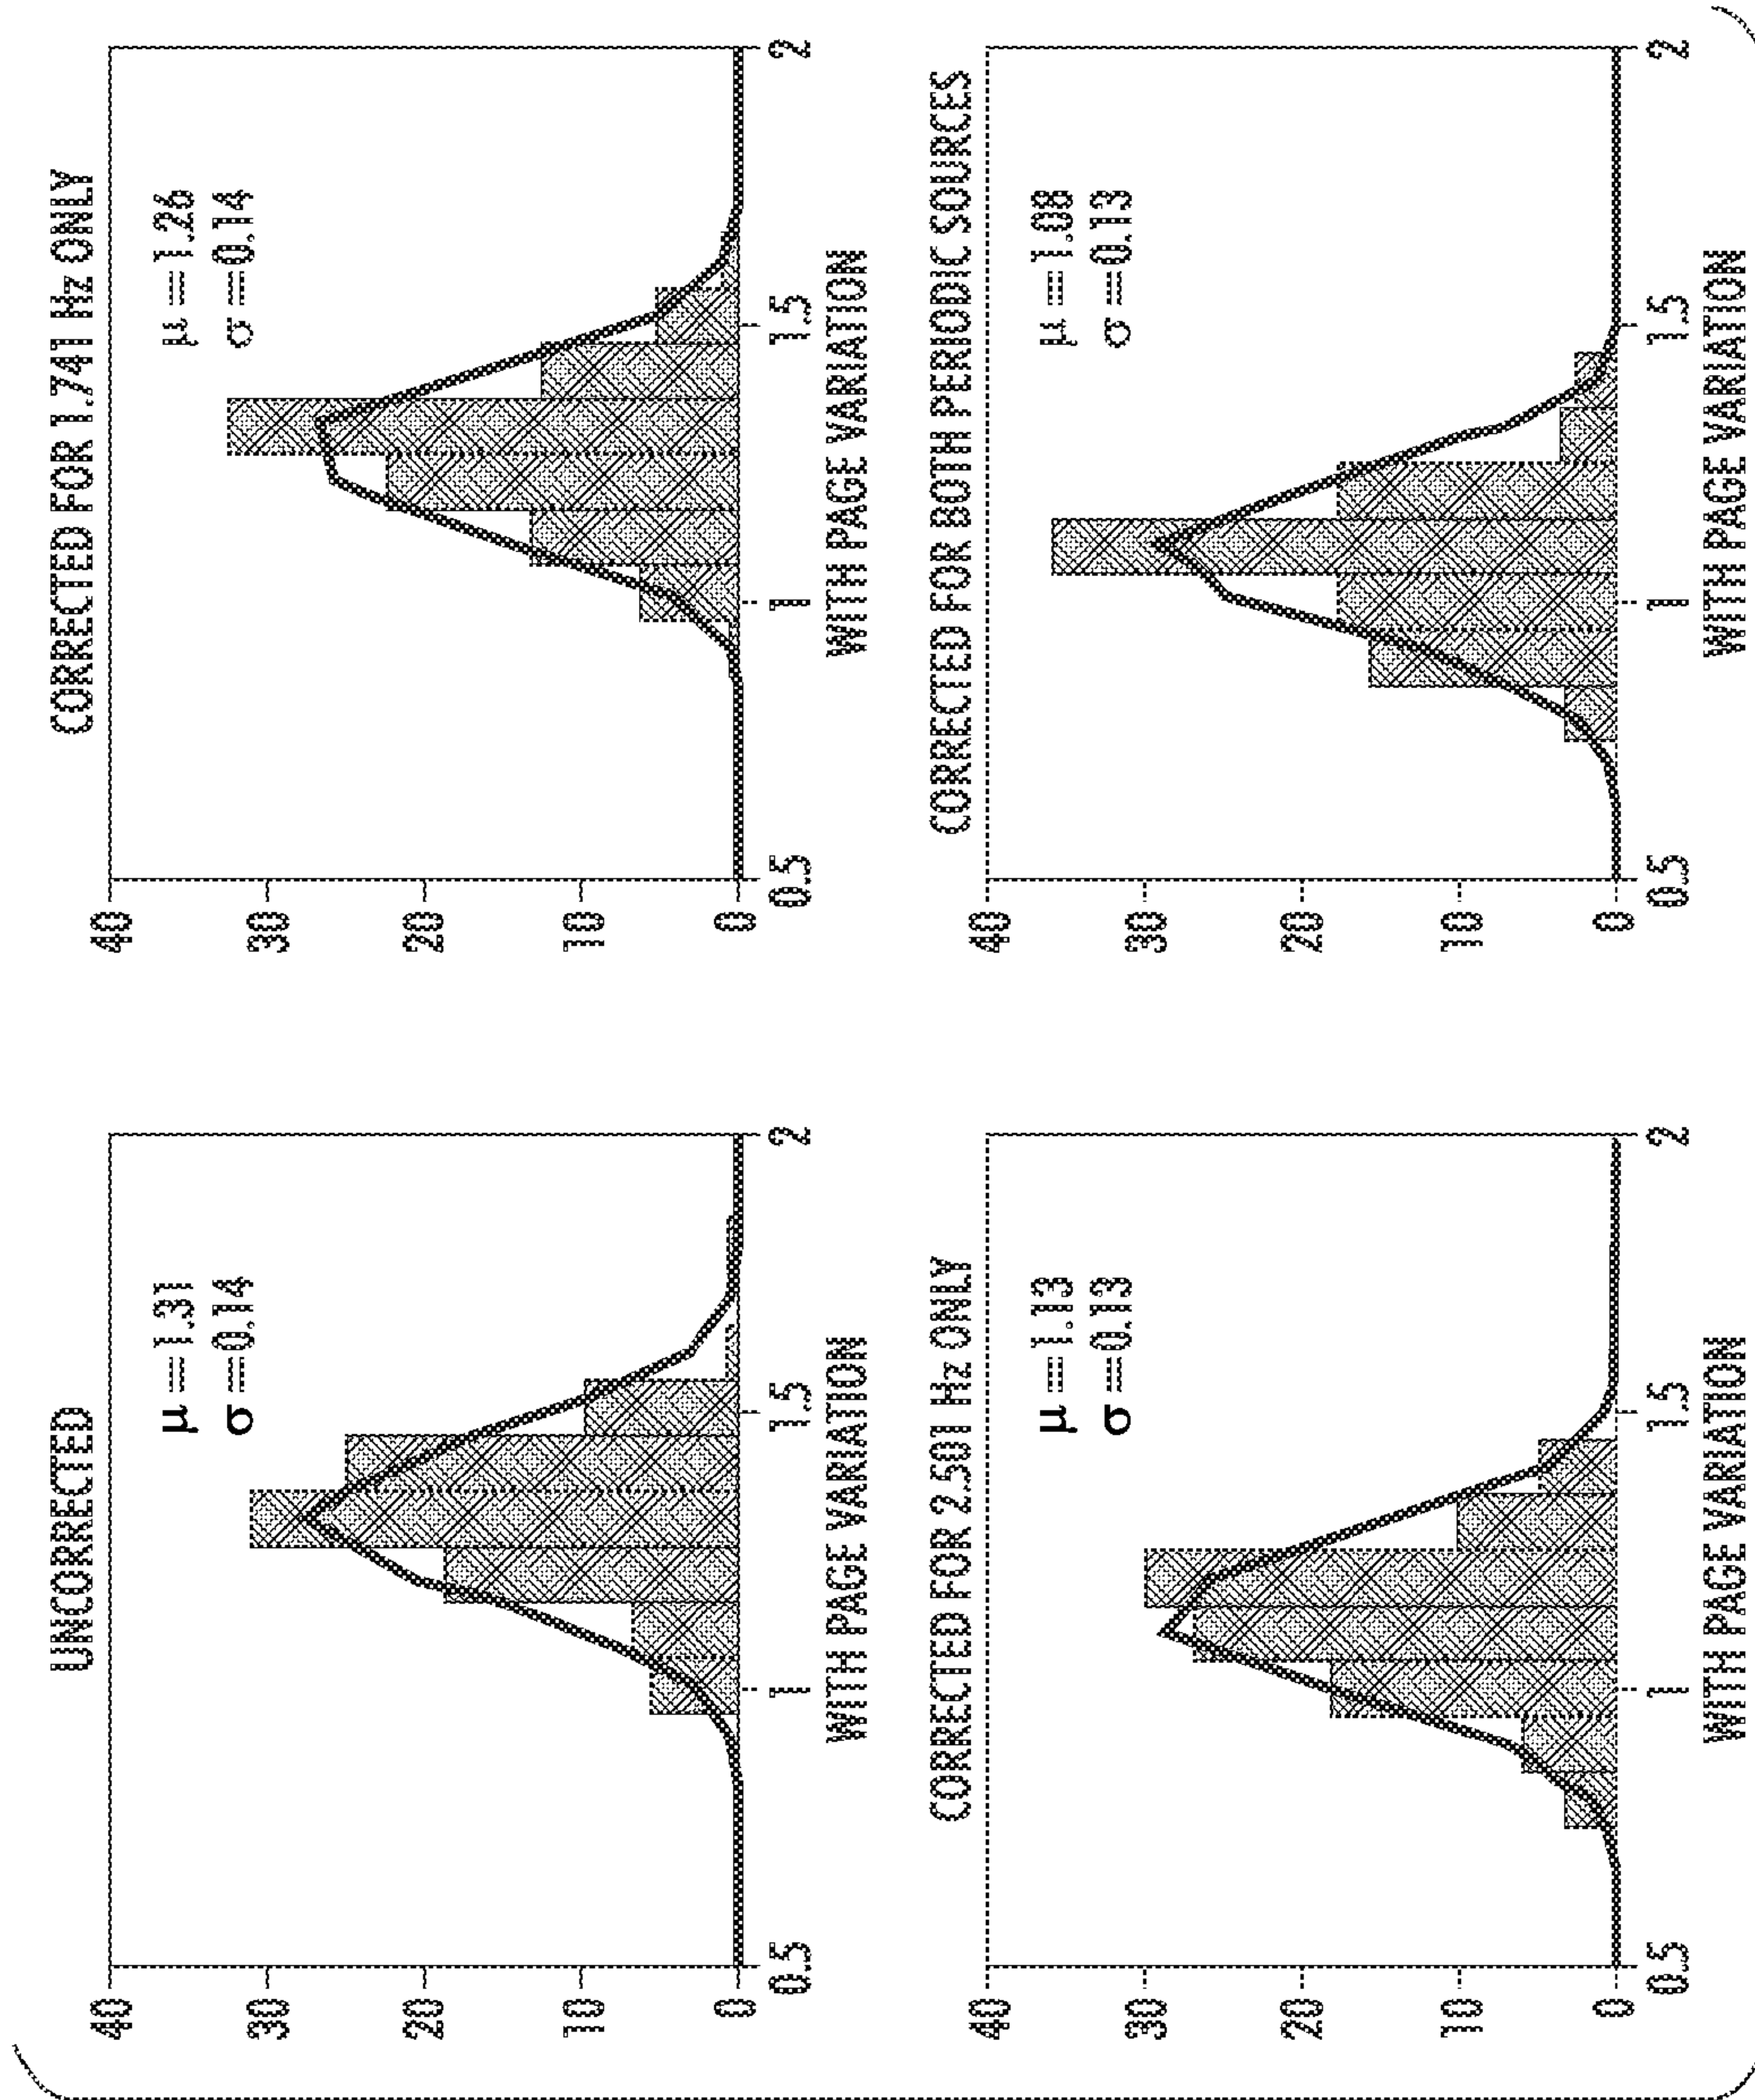 UNCORRECTED
μ = 1.31
σ = 0.14
40
30
20
10
0
0.5
1
1.5
2
WITH PAGE VARIATION
CORRECTED FOR 1.741 Hz ONLY
μ = 1.26
σ = 0.14
40
30
20
10
0
0.5
1
1.5
2
WITH PAGE VARIATION
CORRECTED FOR 2.501 Hz ONLY
μ = 1.13
σ = 0.13
40
30
20
10
0
0.5
1
1.5
2
WITH PAGE VARIATION
CORRECTED FOR BOTH PERIODIC SOURCES
μ = 1.08
σ = 0.13
40
30
20
10
0
0.5
1
1.5
2
WITH PAGE VARIATION